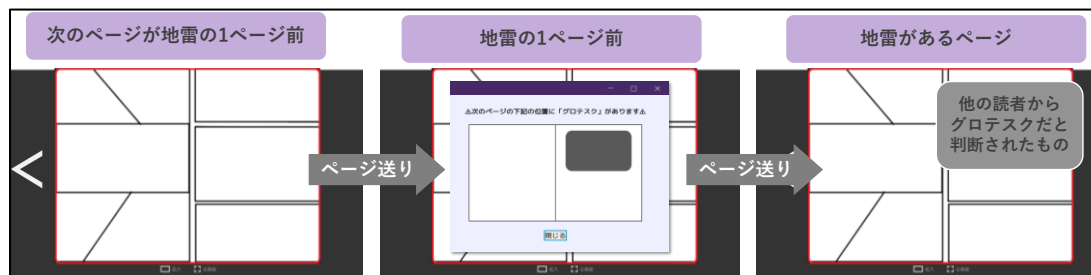 次のページが地雷の1ページ前
地雷の1ページ前
地雷があるページ
⚠次のページの下記の位置に「グロテスク」があります⚠
他の読者から
グロテスクだと
判断されたもの
ページ送り
ページ送り
閉じる